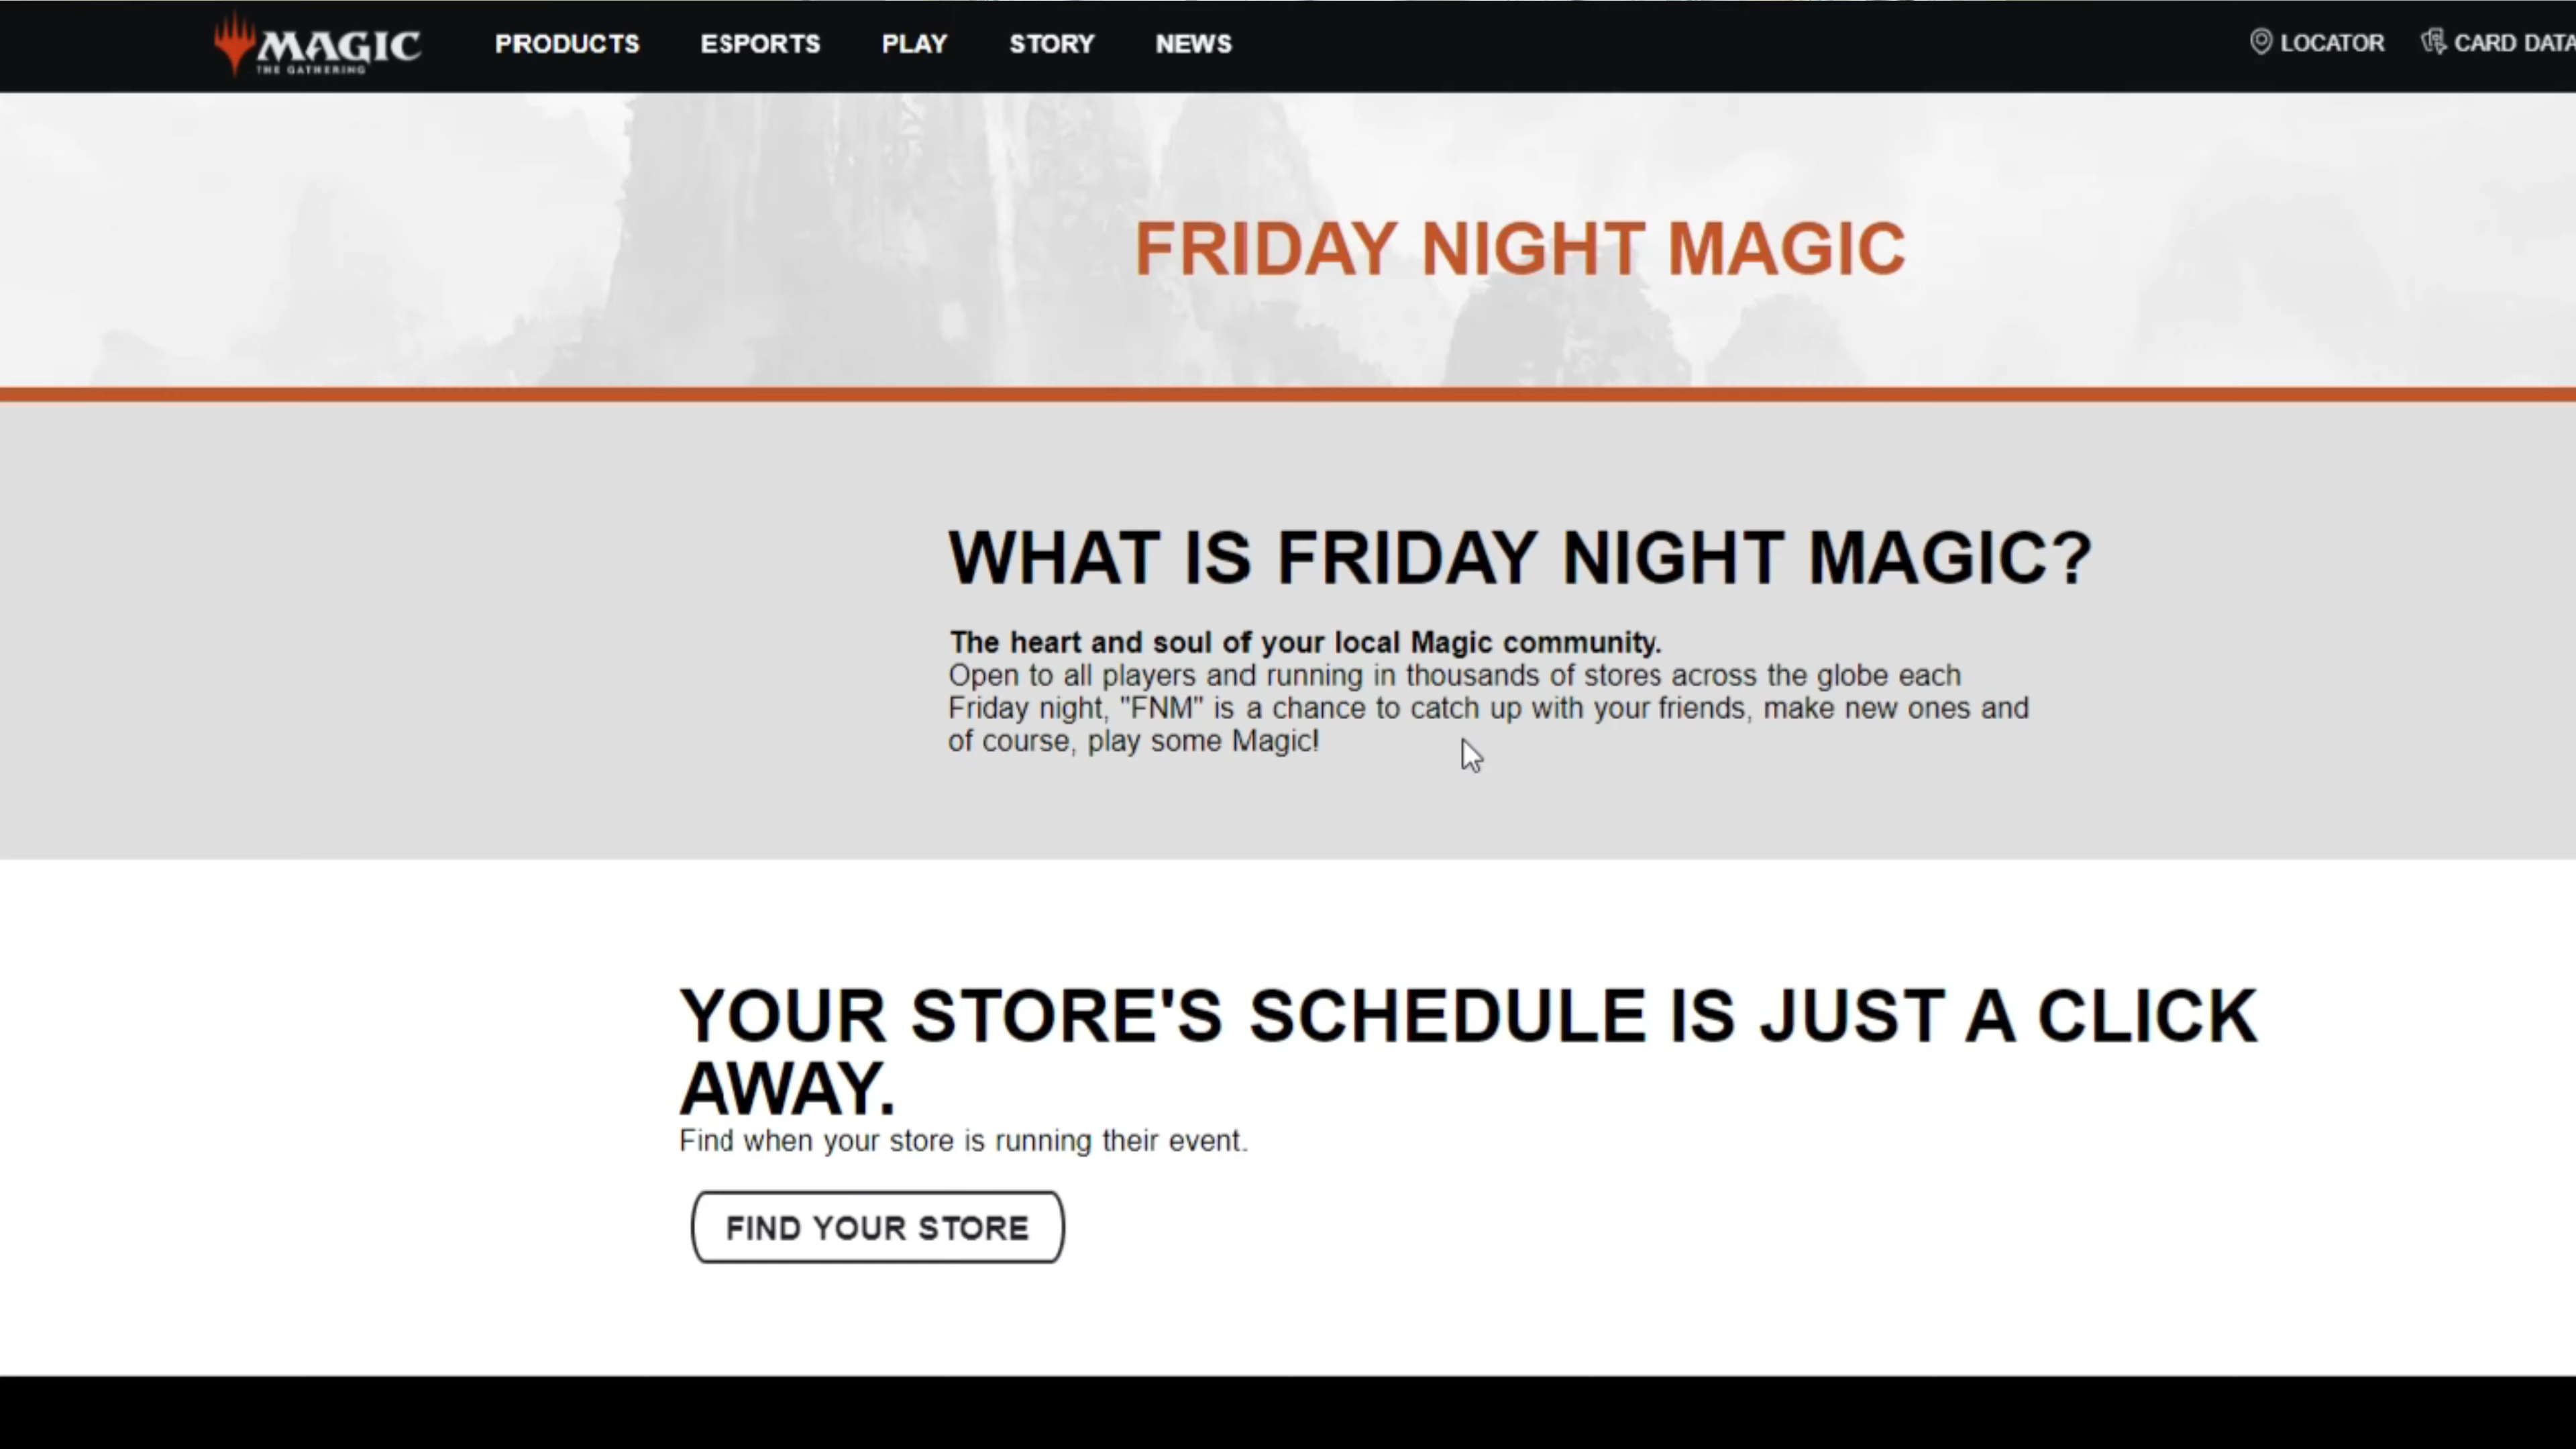 MAGIC
THE GATHERING
PRODUCTS
ESPORTS
PLAY
STORY
NEWS
LOCATOR
CARD DATA
FRIDAY NIGHT MAGIC
WHAT IS FRIDAY NIGHT MAGIC?
The heart and soul of your local Magic community.
Open to all players and running in thousands of stores across the globe each
Friday night, "FNM" is a chance to catch up with your friends, make new ones and
of course, play some Magic!
YOUR STORE'S SCHEDULE IS JUST A CLICK
AWAY.
Find when your store is running their event.
FIND YOUR STORE